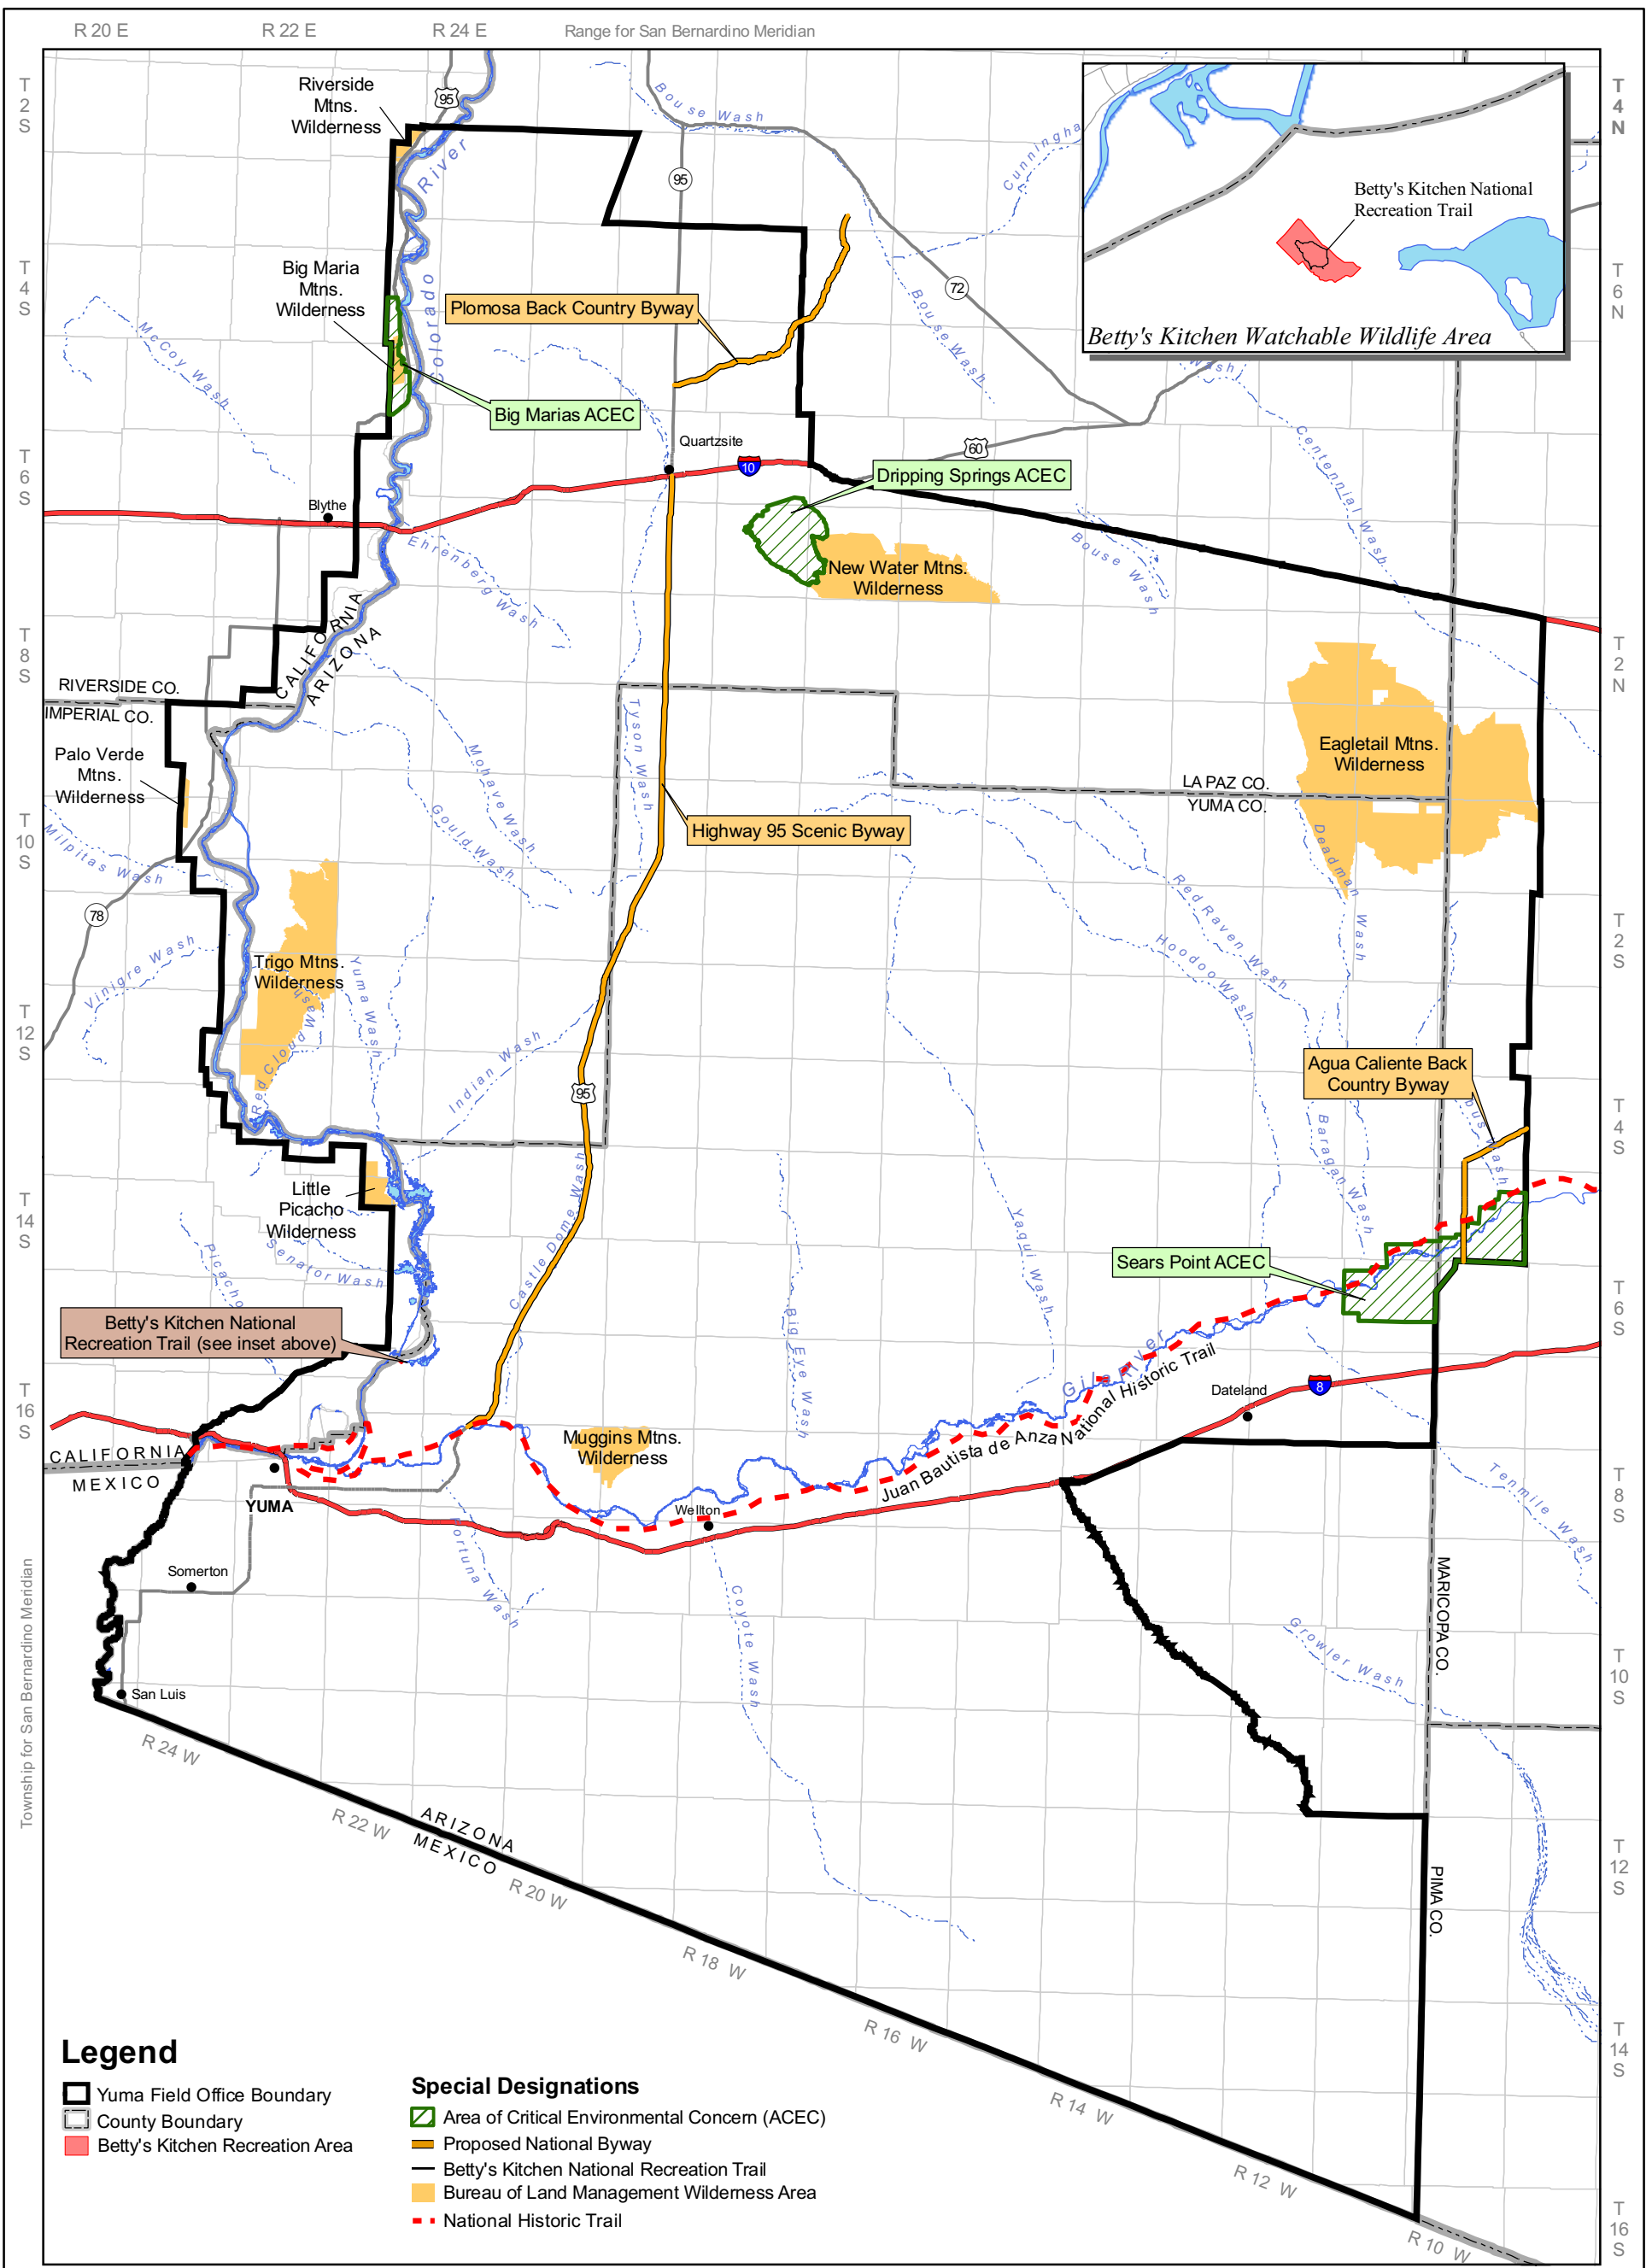 R 20 E
R 22 E
R 24 E
Range for San Bernardino Meridian
T
2
S
T
4
S
T
6
S
T
8
S
T
10
S
T
12
S
T
14
S
T
16
S
Township for San Bernardino Meridian
T
4
N
T
6
N
T
2
N
T
2
S
T
4
S
T
6
S
T
8
S
T
10
S
T
12
S
T
14
S
T
16
S
Betty's Kitchen National
Recreation Trail
Betty's Kitchen Watchable Wildlife Area
Riverside
Mtns.
Wilderness
95
Bouse Wash
95
River
Colorado
Big Maria
Mtns.
Wilderness
Plomosa Back Country Byway
72
Bouse Wash
McCoy Wash
Big Marias ACEC
Quartzsite
10
60
Dripping Springs ACEC
Centennial Wash
Blythe
Ehrenberg Wash
Bouse Wash
New Water Mtns.
Wilderness
CALIFORNIA
ARIZONA
RIVERSIDE CO.
IMPERIAL CO.
Palo Verde
Mtns.
Wilderness
Tyson Wash
Mohave Wash
Gould Wash
Eagletail Mtns.
Wilderness
LA PAZ CO.
YUMA CO.
Highway 95 Scenic Byway
Milpitas Wash
Deadman Wash
Red Raven Wash
Hoodoo Wash
78
Vinigre Wash
Trigo Mtns.
Wilderness
Yuma Wash
Red Cloud Wash
Indian Wash
95
Agua Caliente Back
Country Byway
Baragan Wash
Wash
Little
Picacho
Wilderness
Senator Wash
Picacho
Castle Dome Wash
Yaqui Wash
Big Eye Wash
Sears Point ACEC
Betty's Kitchen National
Recreation Trail (see inset above)
Gila River
Juan Bautista de Anza National Historic Trail
Dateland
8
CALIFORNIA
MEXICO
YUMA
Muggins Mtns.
Wilderness
Wellton
Tenmile Wash
Fortuna Wash
Somerton
Coyote Wash
MARICOPA CO.
Growler Wash
San Luis
PIMA CO.
ARIZONA
MEXICO
R 24 W
R 22 W
R 20 W
R 18 W
R 16 W
R 14 W
R 12 W
R 10 W
Legend
Yuma Field Office Boundary
County Boundary
Betty's Kitchen Recreation Area
Special Designations
Area of Critical Environmental Concern (ACEC)
Proposed National Byway
Betty's Kitchen National Recreation Trail
Bureau of Land Management Wilderness Area
National Historic Trail